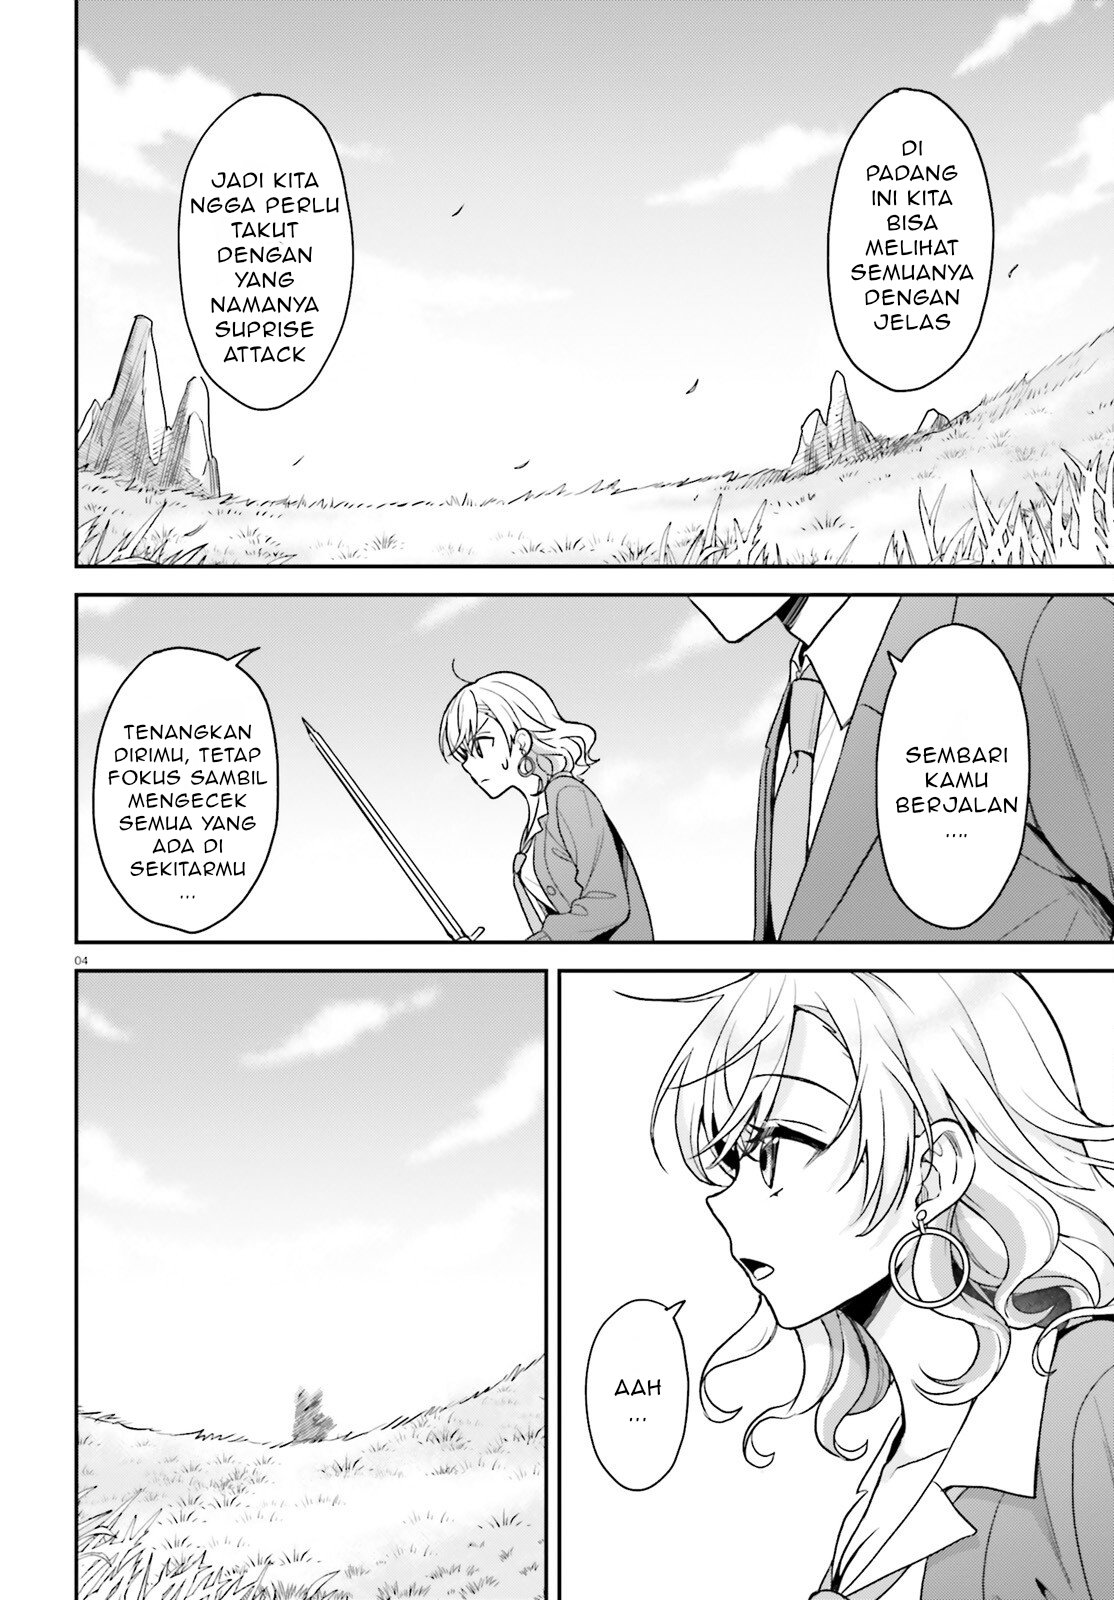 DI
PADANG
INI KITA
BISA
MELIHAT
SEMUANYA
DENGAN
JELAS
JADI KITA
NGGA PERLU
TAKUT
DENGAN
YANG
NAMANYA
SUPRISE
ATTACK
SEMBARI
KAMU
BERJALAN
....
TENANGKAN
DIRIMU, TETAP
FOKUS SAMBIL
MENGECEK
SEMUA YANG
ADA DI
SEKITARMU
...
04
AAH
...